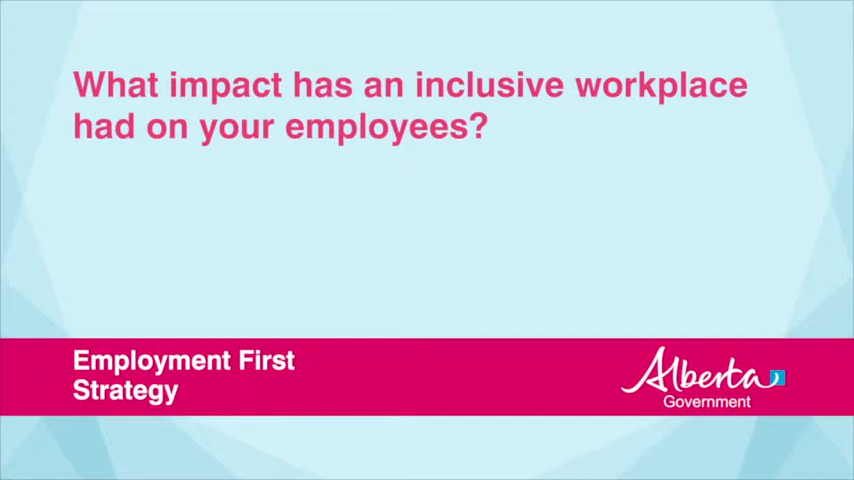 What impact has an inclusive workplace
had on your employees?
Employment First
Strategy
Alberta
Government